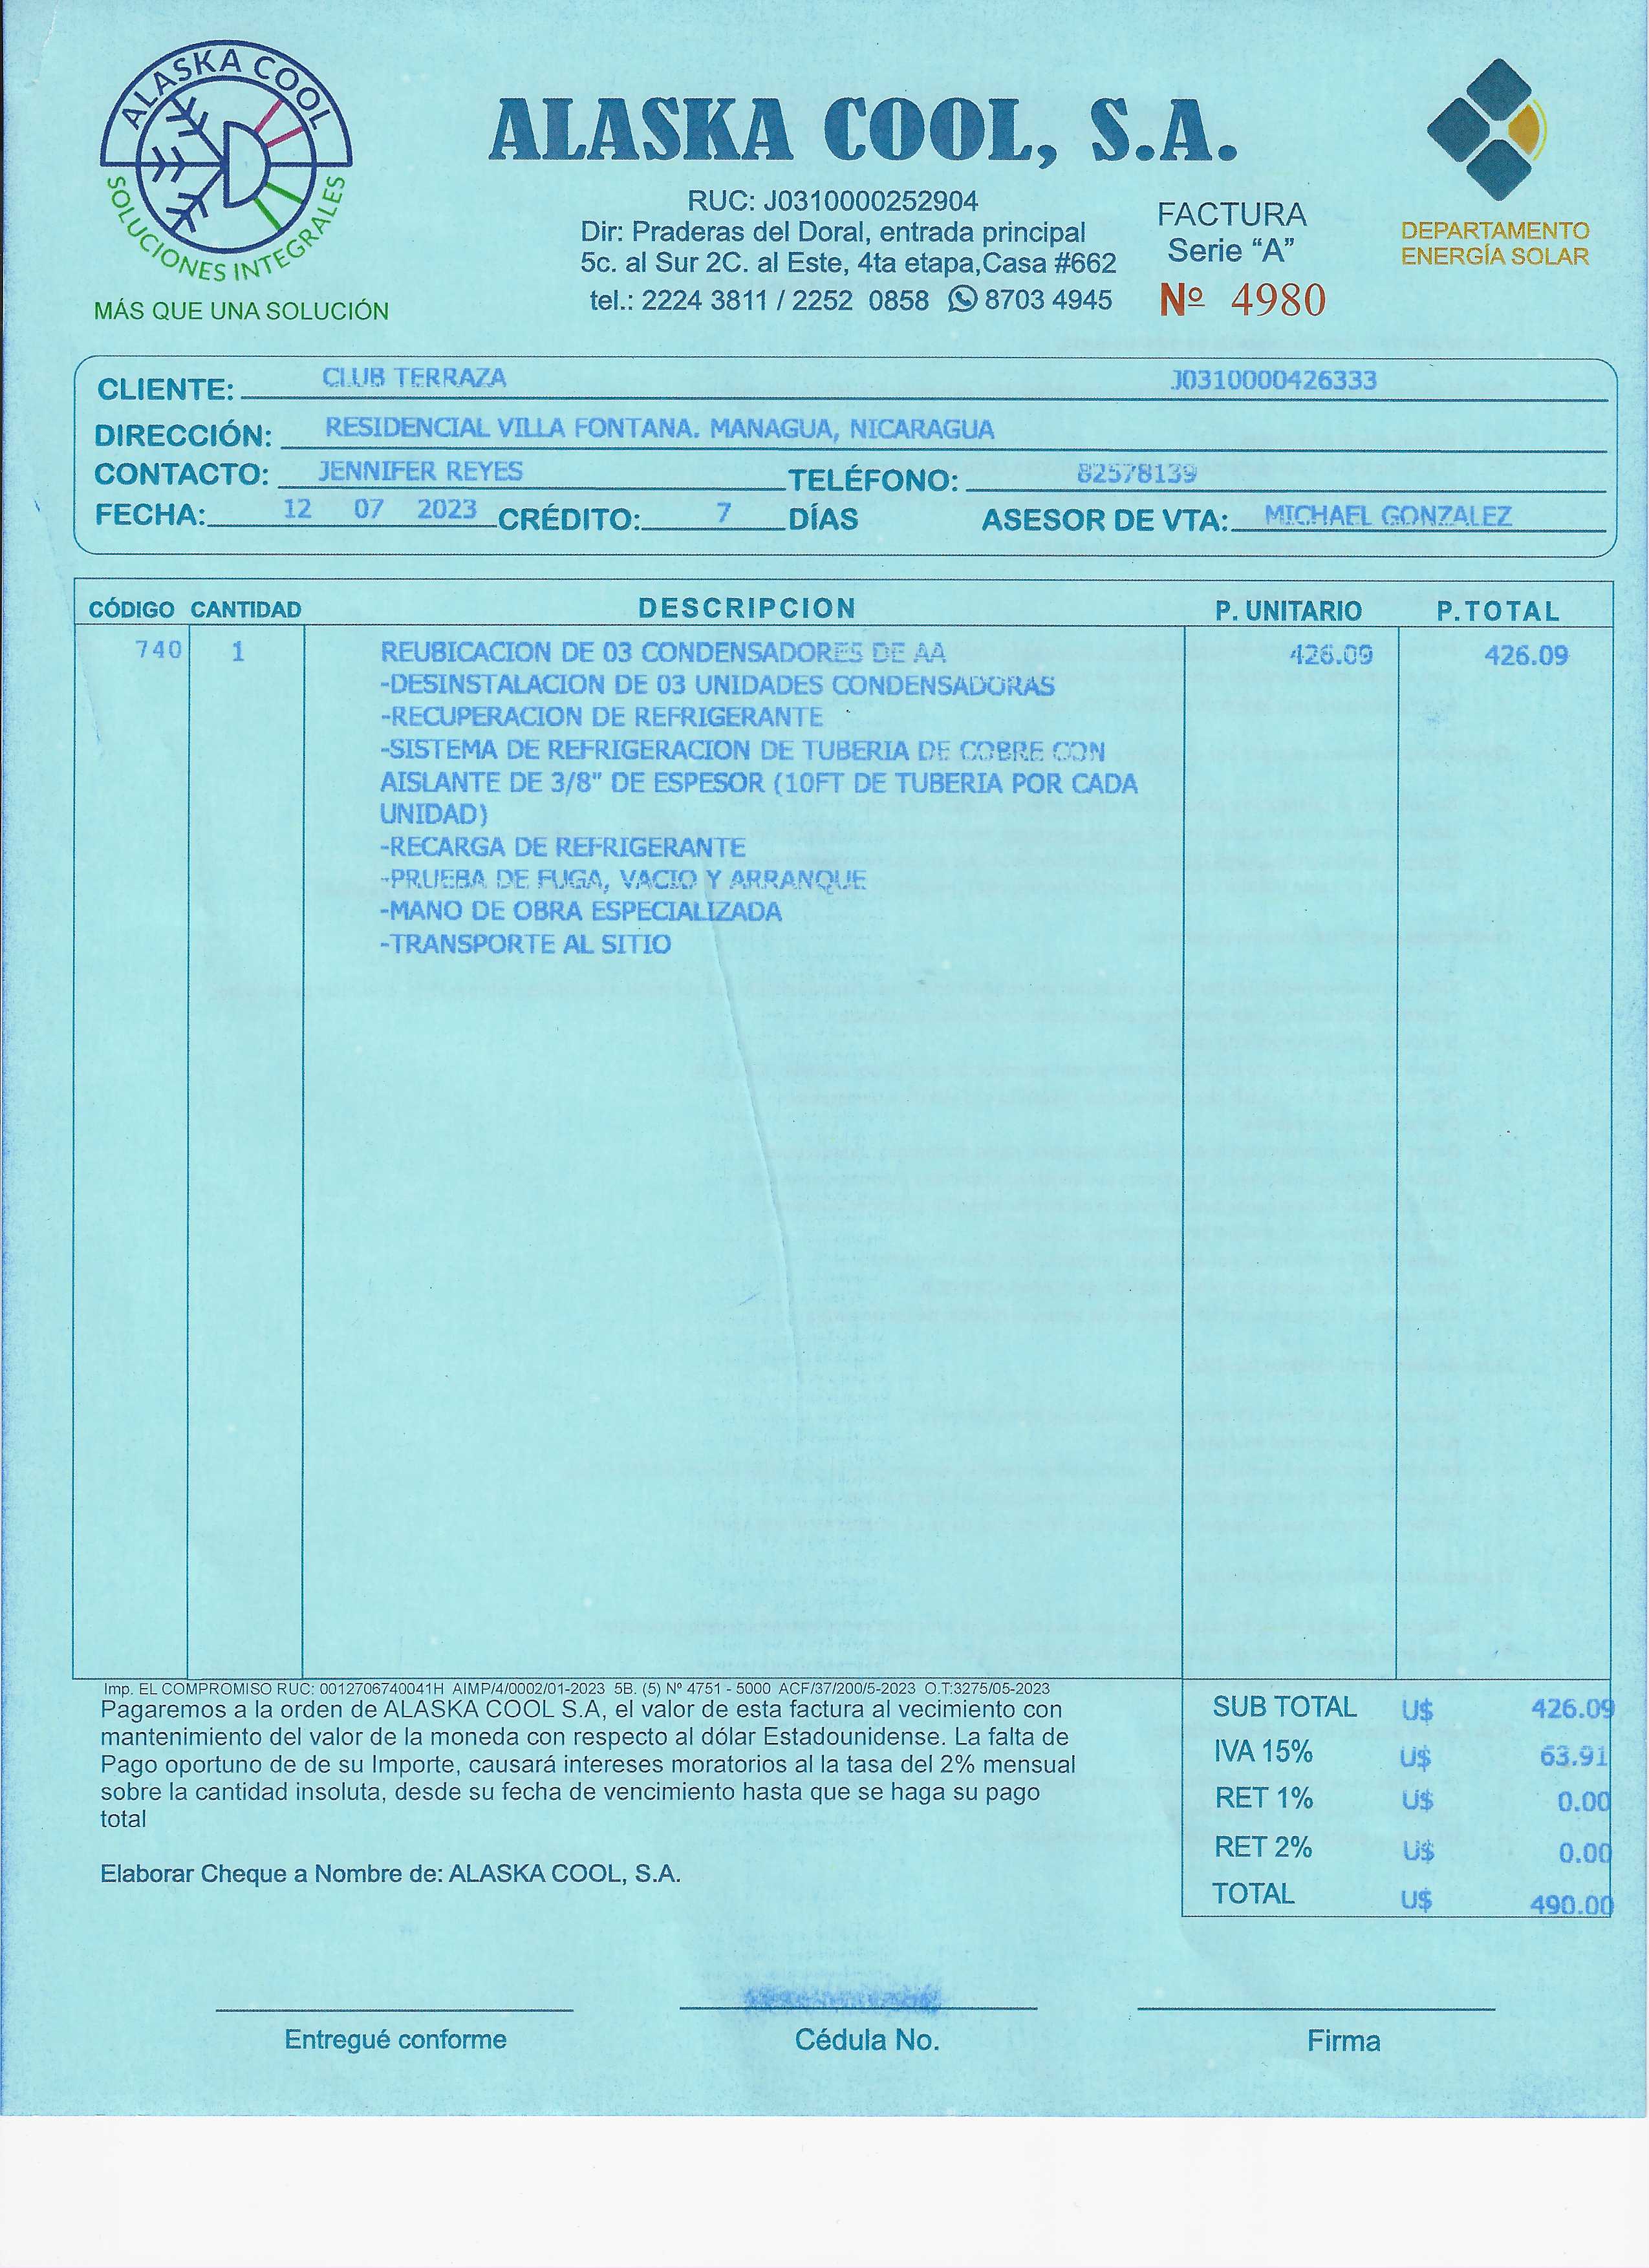 ALASKA COOL
SOLUCIONES INTEGRALES
MÁS QUE UNA SOLUCIÓN
ALASKA COOL, S.A.
RUC: J0310000252904
Dir: Praderas del Doral, entrada principal
5c. al Sur 2C. al Este, 4ta etapa,Casa #662
tel.: 2224 3811 / 2252 0858 8703 4945
FACTURA
Serie “A”
Nº 4980
DEPARTAMENTO
ENERGÍA SOLAR
CLIENTE: CLUB TERRAZA J0310000426333
DIRECCIÓN: RESIDENCIAL VILLA FONTANA. MANAGUA, NICARAGUA
CONTACTO: JENNIFER REYES TELÉFONO: 82578139
FECHA: 12 07 2023 CRÉDITO: 7 DÍAS ASESOR DE VTA: MICHAEL GONZALEZ
CÓDIGO CANTIDAD DESCRIPCION P. UNITARIO P.TOTAL
740 1 REUBICACION DE 03 CONDENSADORES DE AA 426.09 426.09
-DESINSTALACION DE 03 UNIDADES CONDENSADORAS
-RECUPERACION DE REFRIGERANTE
-SISTEMA DE REFRIGERACION DE TUBERIA DE COBRE CON
AISLANTE DE 3/8" DE ESPESOR (10FT DE TUBERIA POR CADA
UNIDAD)
-RECARGA DE REFRIGERANTE
-PRUEBA DE FUGA, VACIO Y ARRANQUE
-MANO DE OBRA ESPECIALIZADA
-TRANSPORTE AL SITIO
Imp. EL COMPROMISO RUC: 0012706740041H AIMP/4/0002/01-2023 5B. (5) Nº 4751 - 5000 ACF/37/200/5-2023 O.T:3275/05-2023
Pagaremos a la orden de ALASKA COOL S.A, el valor de esta factura al vecimiento con
mantenimiento del valor de la moneda con respecto al dólar Estadounidense. La falta de
Pago oportuno de de su Importe, causará intereses moratorios al la tasa del 2% mensual
sobre la cantidad insoluta, desde su fecha de vencimiento hasta que se haga su pago
total
Elaborar Cheque a Nombre de: ALASKA COOL, S.A.
SUB TOTAL U$ 426.09
IVA 15% U$ 63.91
RET 1% U$ 0.00
RET 2% U$ 0.00
TOTAL U$ 490.00
Entregué conforme
Cédula No.
Firma